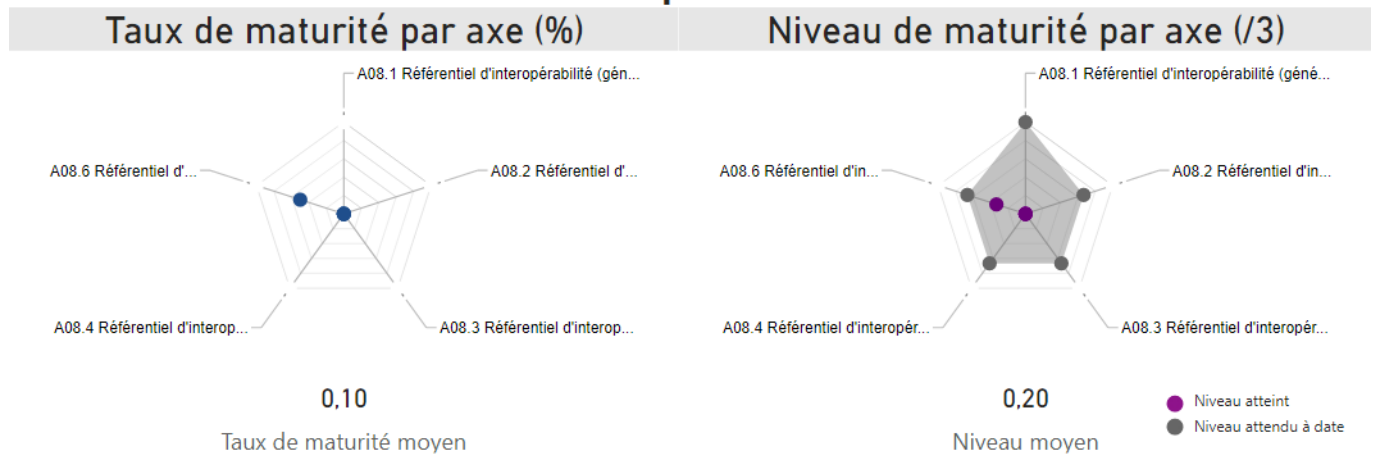 Taux de maturité par axe (%)
Niveau de maturité par axe (/3)
A08.1 Référentiel d'interopérabilité (gén...
A08.6 Référentiel d'...
A08.2 Référentiel d'...
A08.4 Référentiel d'interop...
A08.3 Référentiel d'interop...
0,10
Taux de maturité moyen
A08.1 Référentiel d'interopérabilité (géné...
A08.6 Référentiel d'in...
A08.2 Référentiel d'in...
A08.4 Référentiel d'interopér...
A08.3 Référentiel d'interopér...
0,20
Niveau moyen
Niveau atteint
Niveau attendu à date